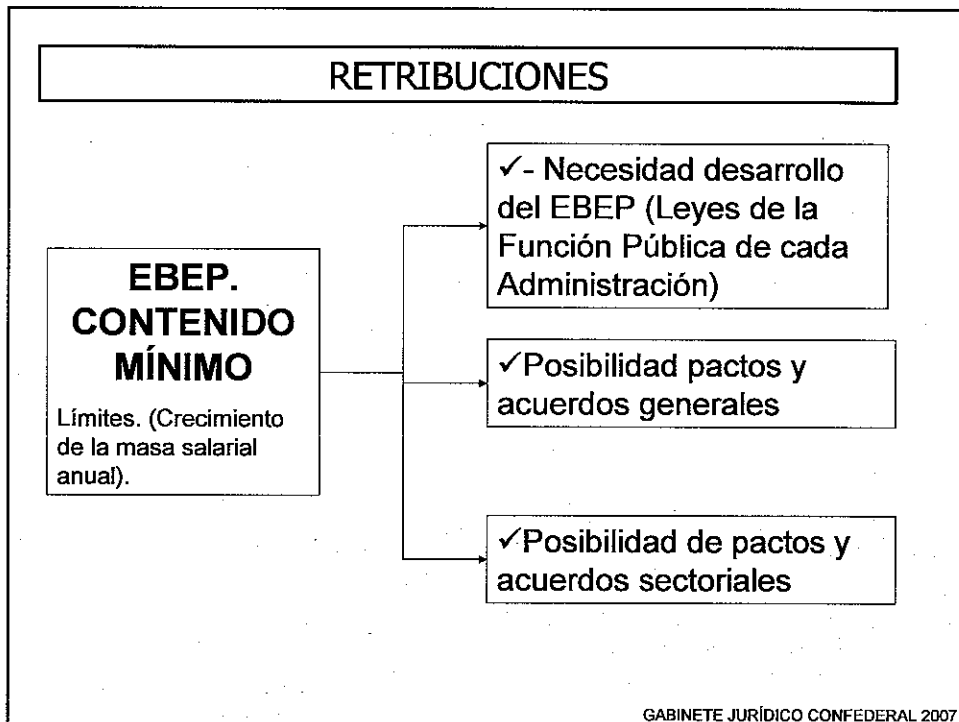 RETRIBUCIONES
EBEP.
CONTENIDO
MÍNIMO
Límites. (Crecimiento
de la masa salarial
anual).
✓- Necesidad desarrollo
del EBEP (Leyes de la
Función Pública de cada
Administración)
✓Posibilidad pactos y
acuerdos generales
✓Posibilidad de pactos y
acuerdos sectoriales
GABINETE JURÍDICO CONFEDERAL 2007